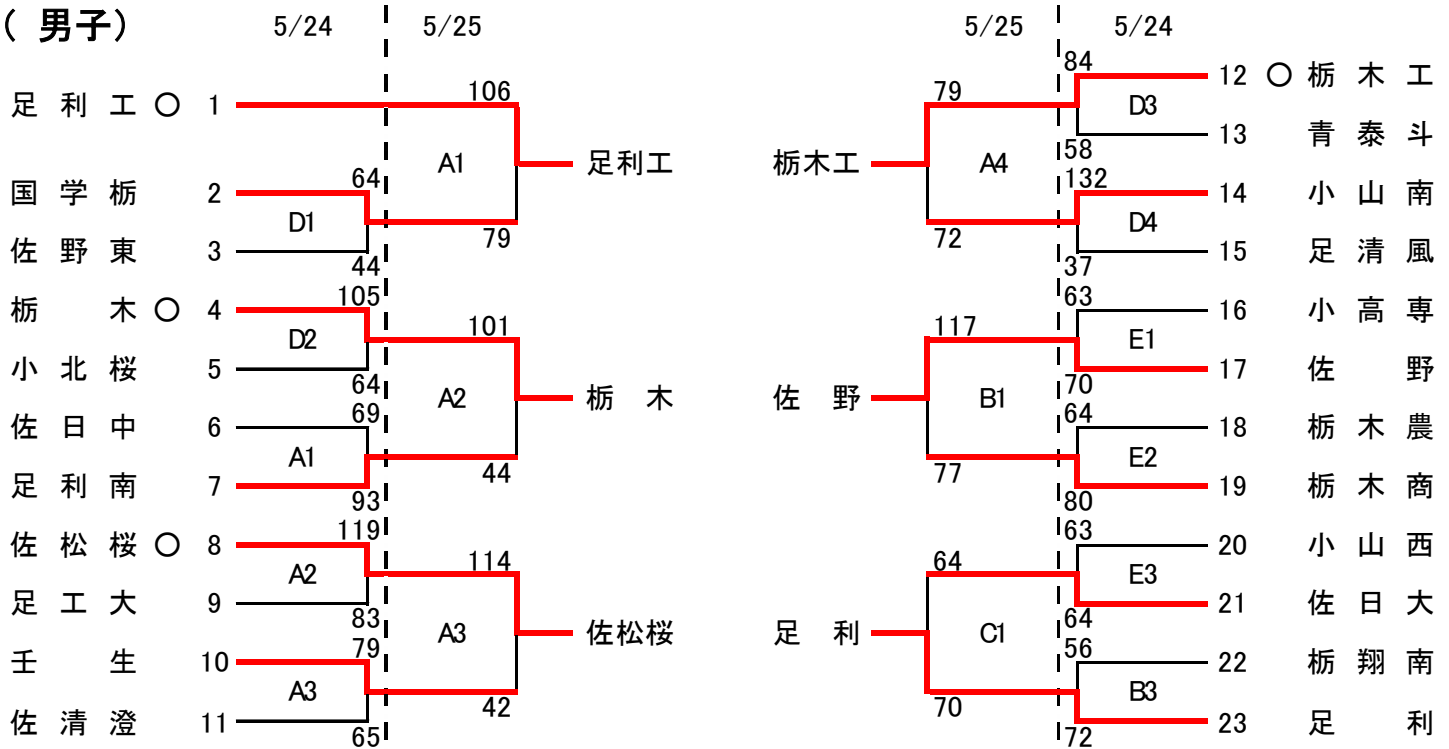 (男子)
5/24 5/25 5/25 5/24
足利工 〇 1
国学栃 2
佐野東 3
栃木 〇 4
小北桜 5
佐日中 6
足利南 7
佐松桜 〇 8
足工大 9
壬生 10
佐清澄 11
64
D1
44
105
D2
64
69
A1
93
119
A2
83
79
A3
65
106
A1
79
101
A2
44
114
A3
42
足利工
栃木
佐松桜
栃木工
佐野
足利
79
A4
72
117
B1
77
64
C1
70
84
D3
58
132
D4
37
63
E1
70
64
E2
80
63
E3
64
56
B3
72
12 〇 栃木工
13 青泰斗
14 小山南
15 足清風
16 小高専
17 佐野
18 栃木農
19 栃木商
20 小山西
21 佐日大
22 栃翔南
23 足利